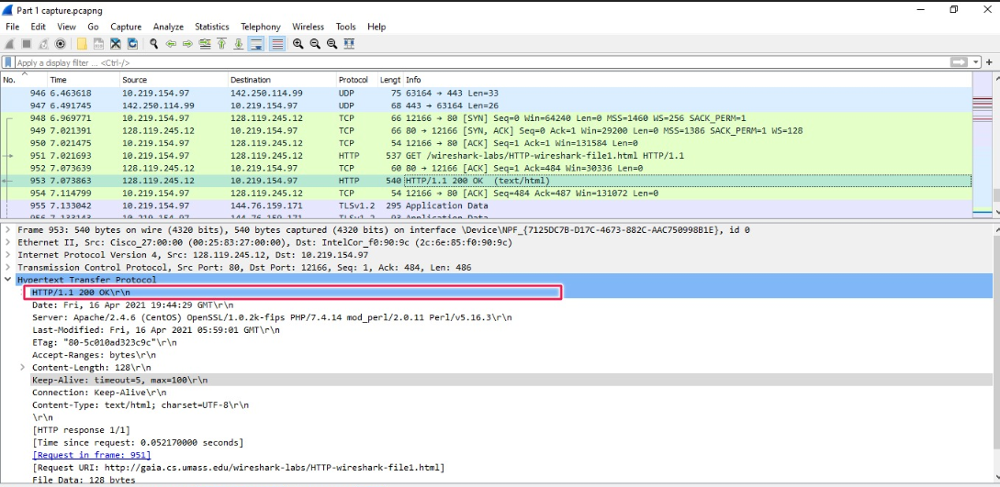 Part 1 capture.pcapng
File Edit View Go Capture Analyze Statistics Telephony Wireless Tools Help
Apply a display filter ... <Ctrl-/>
No. Time Source Destination Protocol Lengt Info
946 6.463618 10.219.154.97 142.250.114.99 UDP 75 63164 → 443 Len=33
947 6.491745 142.250.114.99 10.219.154.97 UDP 68 443 → 63164 Len=26
948 6.969771 10.219.154.97 128.119.245.12 TCP 66 12166 → 80 [SYN] Seq=0 Win=64240 Len=0 MSS=1460 WS=256 SACK_PERM=1
949 7.021391 128.119.245.12 10.219.154.97 TCP 66 80 → 12166 [SYN, ACK] Seq=0 Ack=1 Win=29200 Len=0 MSS=1386 SACK_PERM=1 WS=128
950 7.021475 10.219.154.97 128.119.245.12 TCP 54 12166 → 80 [ACK] Seq=1 Ack=1 Win=131584 Len=0
951 7.021693 10.219.154.97 128.119.245.12 HTTP 537 GET /wireshark-labs/HTTP-wireshark-file1.html HTTP/1.1
952 7.073639 128.119.245.12 10.219.154.97 TCP 60 80 → 12166 [ACK] Seq=1 Ack=484 Win=30336 Len=0
953 7.073863 128.119.245.12 10.219.154.97 HTTP 540 HTTP/1.1 200 OK (text/html)
954 7.114799 10.219.154.97 128.119.245.12 TCP 54 12166 → 80 [ACK] Seq=484 Ack=487 Win=131072 Len=0
955 7.133042 10.219.154.97 144.76.159.171 TLSv1.2 295 Application Data
Frame 953: 540 bytes on wire (4320 bits), 540 bytes captured (4320 bits) on interface \Device\NPF_{7125DC7B-D17C-4673-882C-AAC750998B1E}, id 0
Ethernet II, Src: Cisco_27:00:00 (00:25:83:27:00:00), Dst: IntelCor_f0:90:9c (2c:6e:85:f0:90:9c)
Internet Protocol Version 4, Src: 128.119.245.12, Dst: 10.219.154.97
Transmission Control Protocol, Src Port: 80, Dst Port: 12166, Seq: 1, Ack: 484, Len: 486
Hypertext Transfer Protocol
HTTP/1.1 200 OK\r\n
Date: Fri, 16 Apr 2021 19:44:29 GMT\r\n
Server: Apache/2.4.6 (CentOS) OpenSSL/1.0.2k-fips PHP/7.4.14 mod_perl/2.0.11 Perl/v5.16.3\r\n
Last-Modified: Fri, 16 Apr 2021 05:59:01 GMT\r\n
ETag: "80-5c010ad323c9c"\r\n
Accept-Ranges: bytes\r\n
Content-Length: 128\r\n
Keep-Alive: timeout=5, max=100\r\n
Connection: Keep-Alive\r\n
Content-Type: text/html; charset=UTF-8\r\n
\r\n
[HTTP response 1/1]
[Time since request: 0.052170000 seconds]
[Request in frame: 951]
[Request URI: http://gaia.cs.umass.edu/wireshark-labs/HTTP-wireshark-file1.html]
File Data: 128 bytes